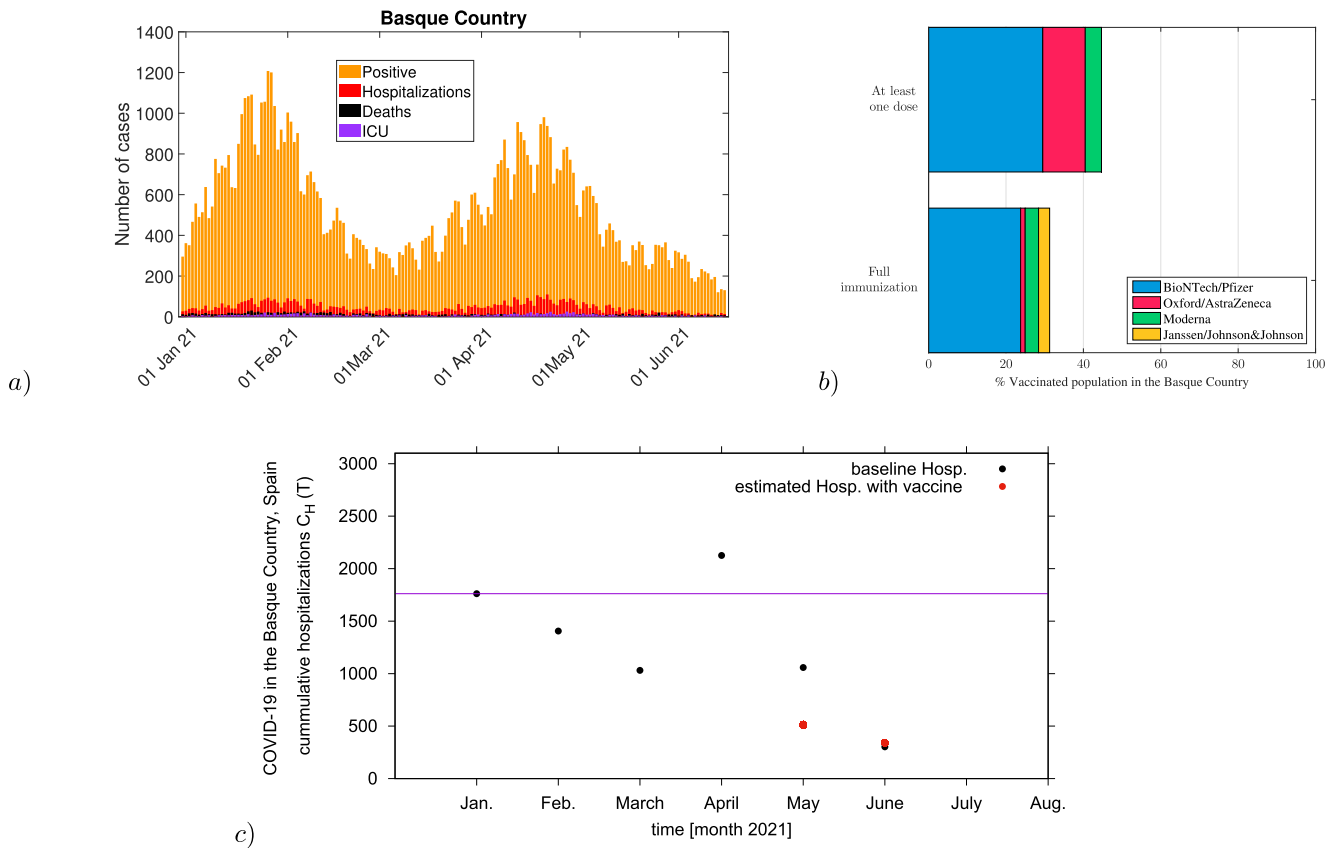 Basque Country
1400
1200
1000
800
600
400
200
0
Number of cases
Positive
Hospitalizations
Deaths
ICU
01 Jan 21
01 Feb 21
01Mar 21
01 Apr 21
01May 21
01 Jun 21
a)
At least
one dose
Full
immunization
BioNTech/Pfizer
Oxford/AstraZeneca
Moderna
Janssen/Johnson&Johnson
0 20 40 60 80 100
% Vaccinated population in the Basque Country
b)
COVID-19 in the Basque Country, Spain
cummulative hospitalizations C_H (T)
3000
2500
2000
1500
1000
500
0
baseline Hosp.
estimated Hosp. with vaccine
Jan. Feb. March April May June July Aug.
time [month 2021]
c)